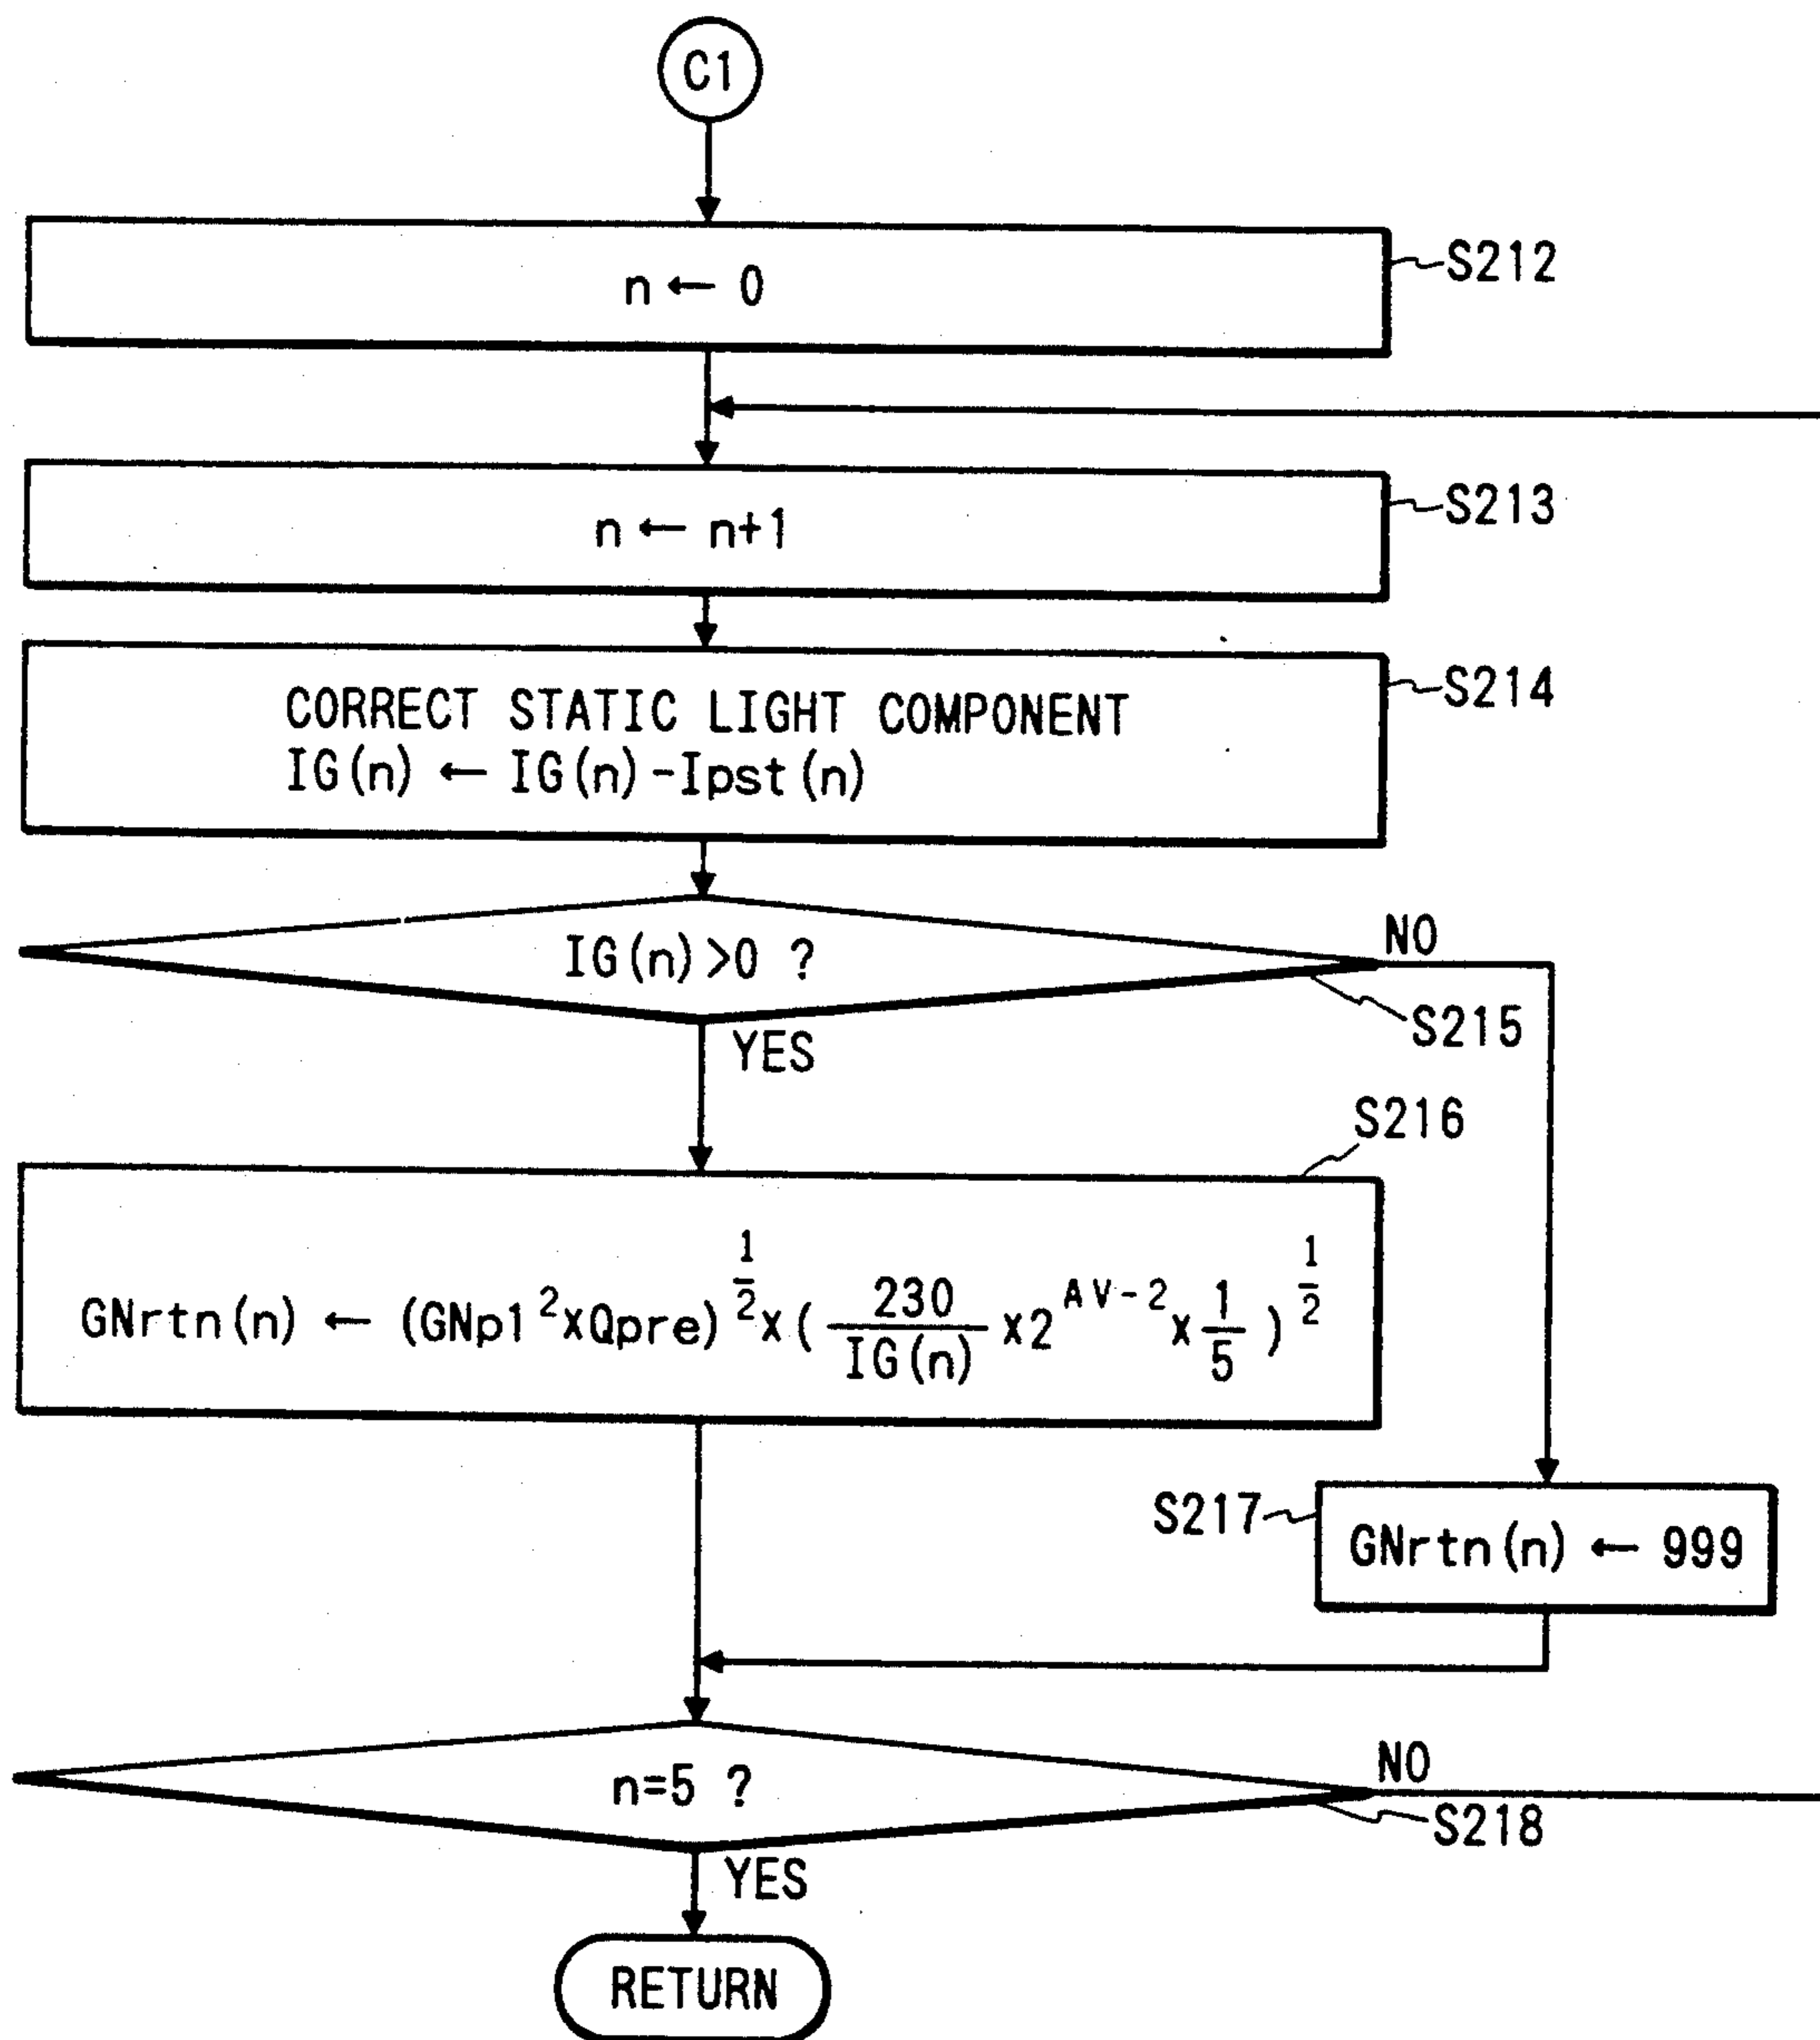 C1
n ← 0
S212
n ← n+1
S213
CORRECT STATIC LIGHT COMPONENT
IG(n) ← IG(n)-Ipst(n)
S214
IG(n)>0 ?
NO
S215
YES
S216
GNrtn(n) ← (GNp1²xQpre)^1/2 x(230/IG(n) x2^AV-2 x1/5)^1/2
S217
GNrtn(n) ← 999
n=5 ?
NO
S218
YES
RETURN